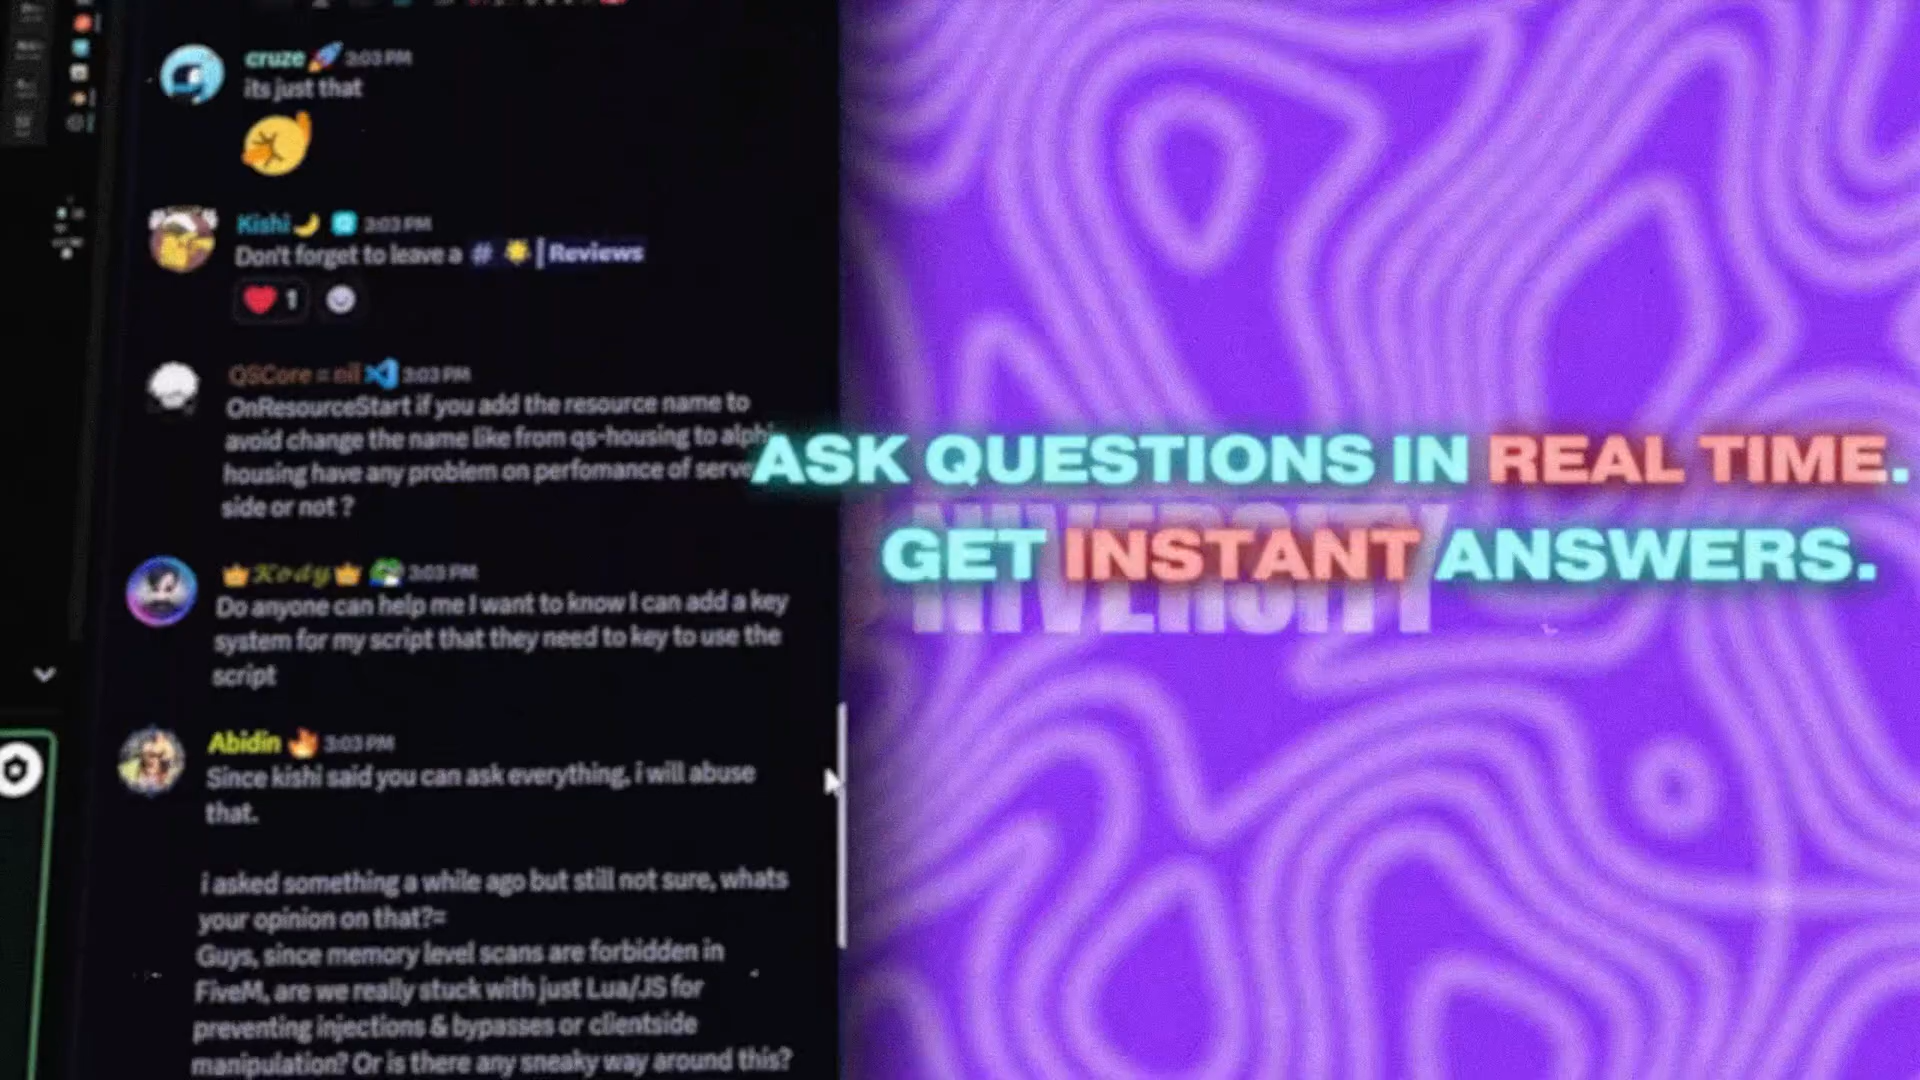 cruze 3:03 PM
its just that
Kishi 3:03 PM
Don't forget to leave a # | Reviews
1
QSCore = nil 3:03 PM
OnResourceStart if you add the resource name to
avoid change the name like from qs-housing to alph
housing have any problem on perfomance of serve
side or not ?
Kody 3:03 PM
Do anyone can help me I want to know I can add a key
system for my script that they need to key to use the
script
Abidin 3:03 PM
Since kishi said you can ask everything, i will abuse
that.
i asked something a while ago but still not sure, whats
your opinion on that?=
Guys, since memory level scans are forbidden in
FiveM, are we really stuck with just Lua/JS for
preventing injections & bypasses or clientside
manipulation? Or is there any sneaky way around this?
ASK QUESTIONS IN REAL TIME.
GET INSTANT ANSWERS.
NIVERCITY